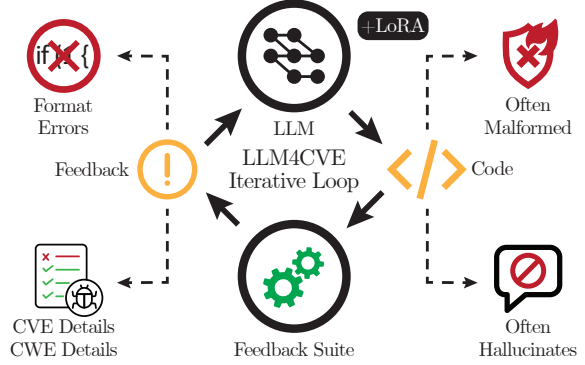 +LoRA
Format
Errors
LLM
Often
Malformed
LLM4CVE
Iterative Loop
Feedback
Code
CVE Details
CWE Details
Feedback Suite
Often
Hallucinates